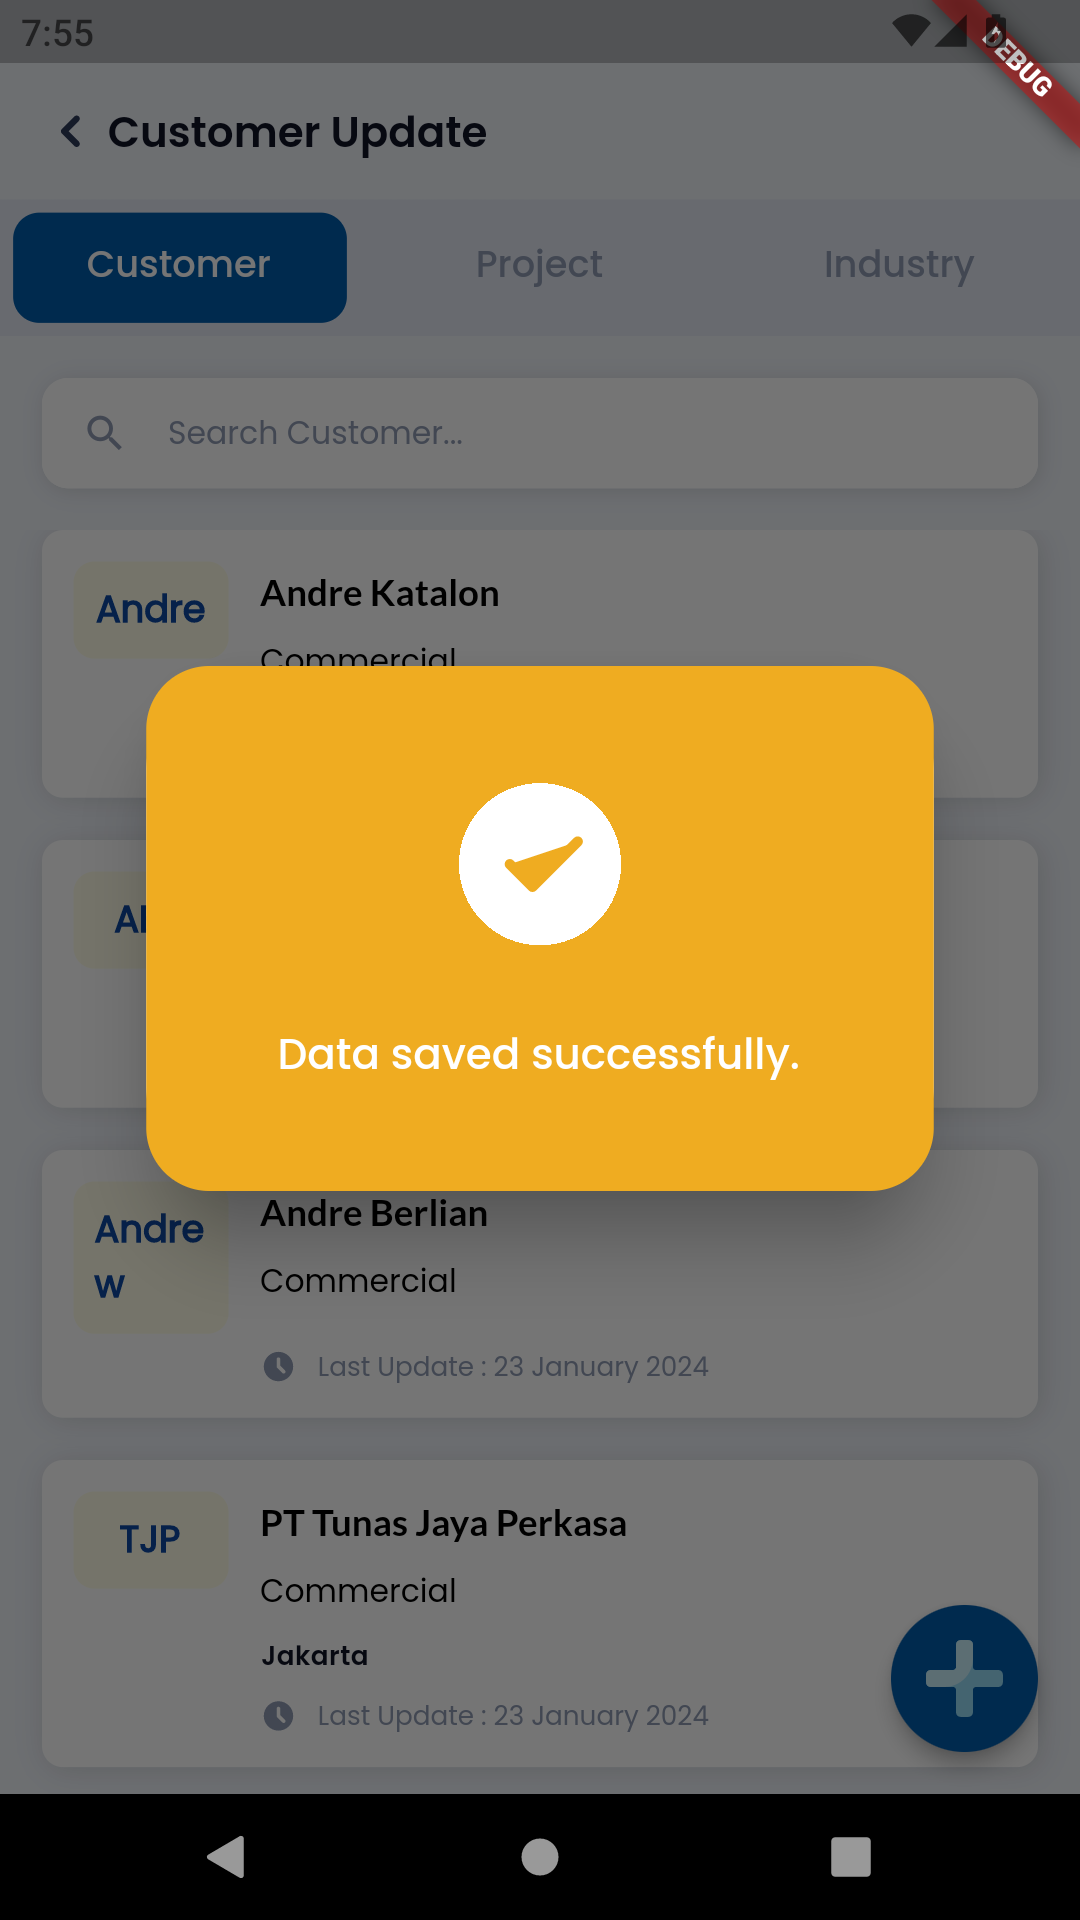 7:55
DEBUG
Customer Update
Customer
Project
Industry
Search Customer...
Andre
Andre Katalon
Commercial
Data saved successfully.
Andre
w
Andre Berlian
Commercial
Last Update : 23 January 2024
TJP
PT Tunas Jaya Perkasa
Commercial
Jakarta
Last Update : 23 January 2024